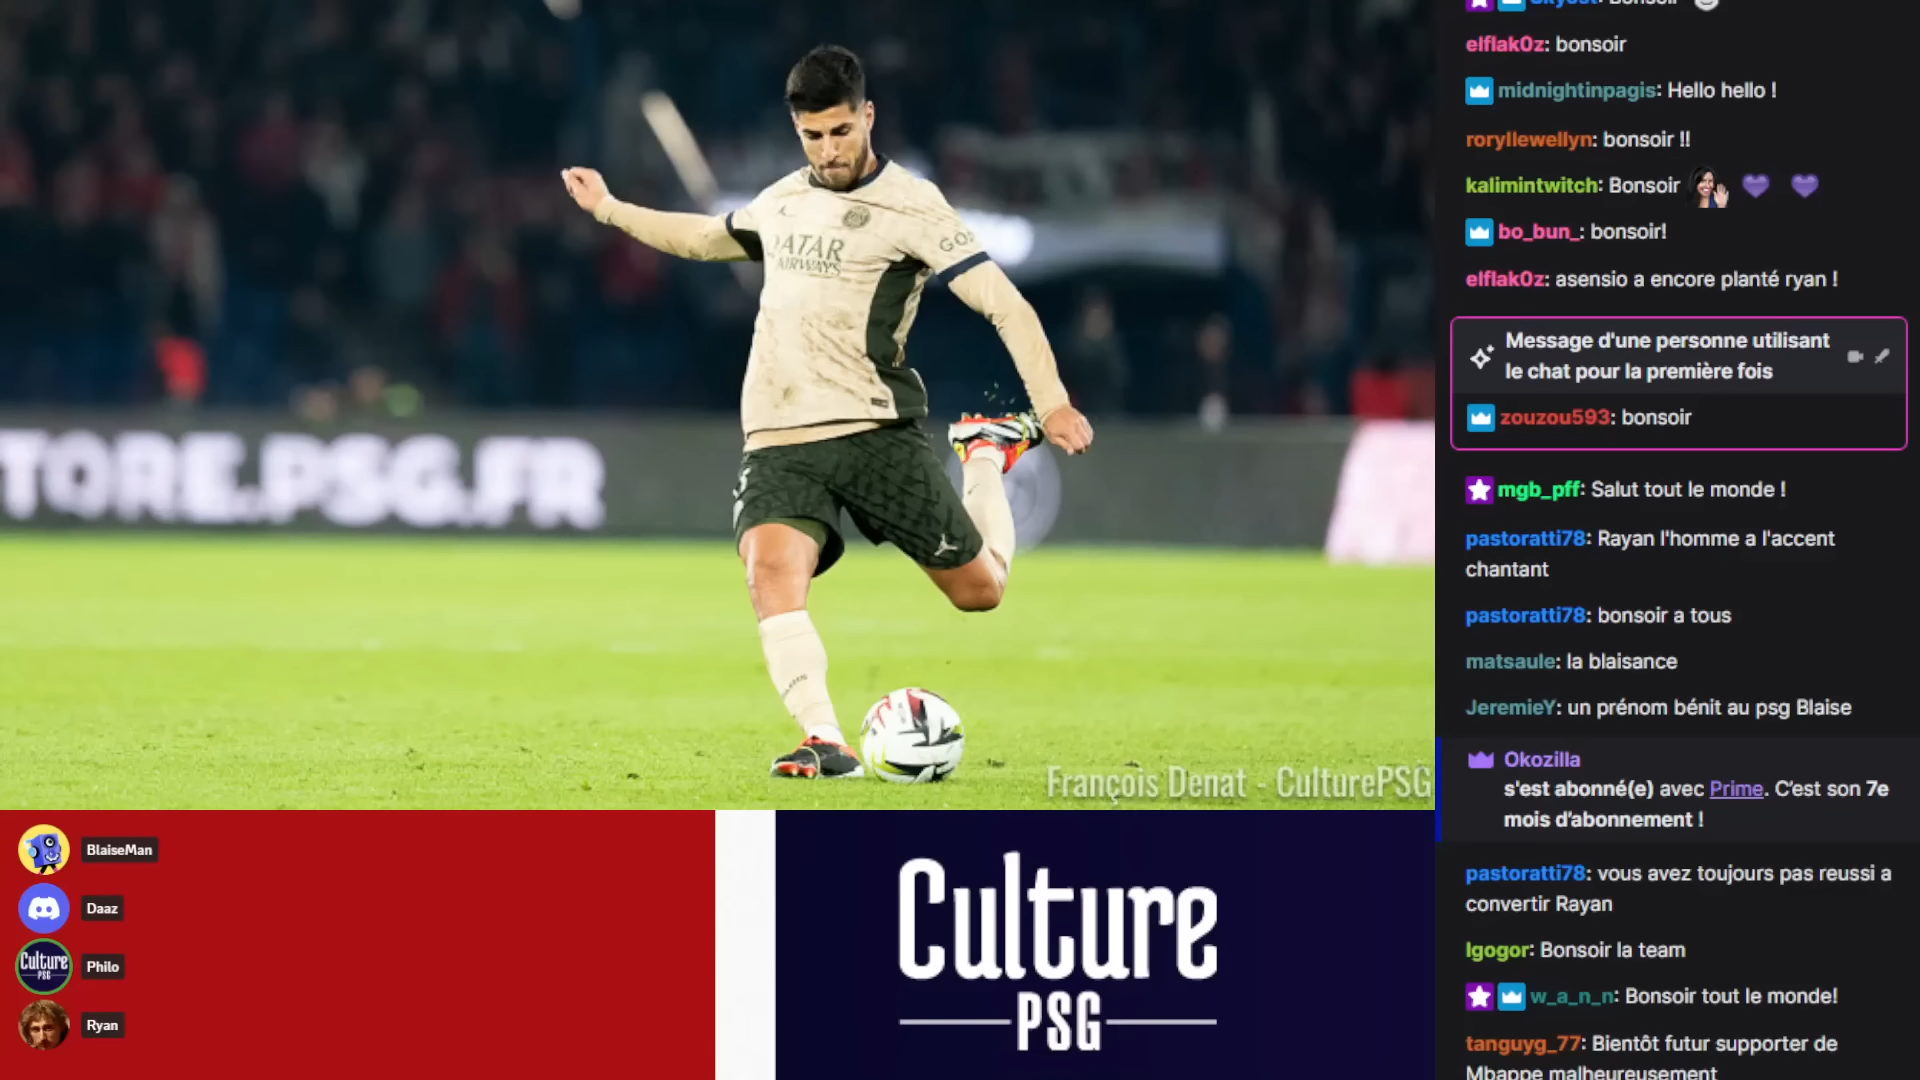 QATAR
AIRWAYS
PSG
TORE.PSG.FR
PARIS
François Denat - CulturePSG
BlaiseMan
Daaz
Culture
PSG
Philo
Ryan
Culture
PSG
elflak0z: bonsoir
midnightinpagis: Hello hello !
roryllewellyn: bonsoir !!
kalimintwitch: Bonsoir
bo_bun_: bonsoir!
elflak0z: asensio a encore planté ryan !
Message d'une personne utilisant
le chat pour la première fois
zouzou593: bonsoir
mgb_pff: Salut tout le monde !
pastoratti78: Rayan l'homme a l'accent
chantant
pastoratti78: bonsoir a tous
matsaule: la blaisance
JeremieY: un prénom bénit au psg Blaise
Okozilla
s'est abonné(e) avec Prime. C'est son 7e
mois d'abonnement !
pastoratti78: vous avez toujours pas reussi a
convertir Rayan
lgogor: Bonsoir la team
w_a_n_n: Bonsoir tout le monde!
tanguyg_77: Bientôt futur supporter de
Mbappe malheureusement